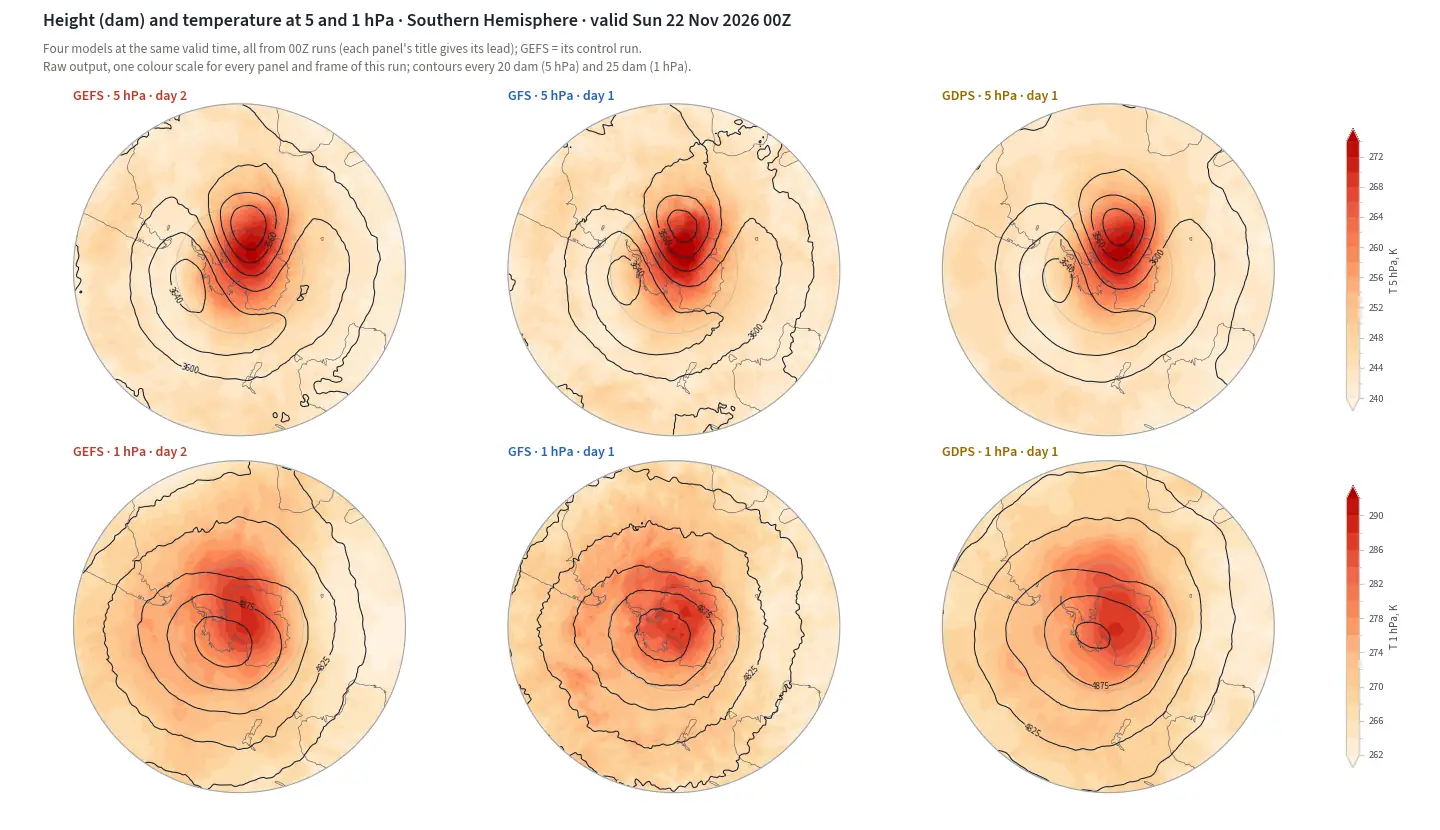 Height (dam) and temperature at 5 and 1 hPa · Southern Hemisphere · valid Sun 22 Nov 2026 00Z
Four models at the same valid time, all from 00Z runs (each panel's title gives its lead); GEFS = its control run.
Raw output, one colour scale for every panel and frame of this run; contours every 20 dam (5 hPa) and 25 dam (1 hPa).
GEFS · 5 hPa · day 2
GFS · 5 hPa · day 1
GDPS · 5 hPa · day 1
3640
3600
3640
3600
3640
3600
272
268
264
260
256
252
248
244
240
T 5 hPa, K
GEFS · 1 hPa · day 2
GFS · 1 hPa · day 1
GDPS · 1 hPa · day 1
4875
4825
4875
4825
4875
4825
290
286
282
278
274
270
266
262
T 1 hPa, K